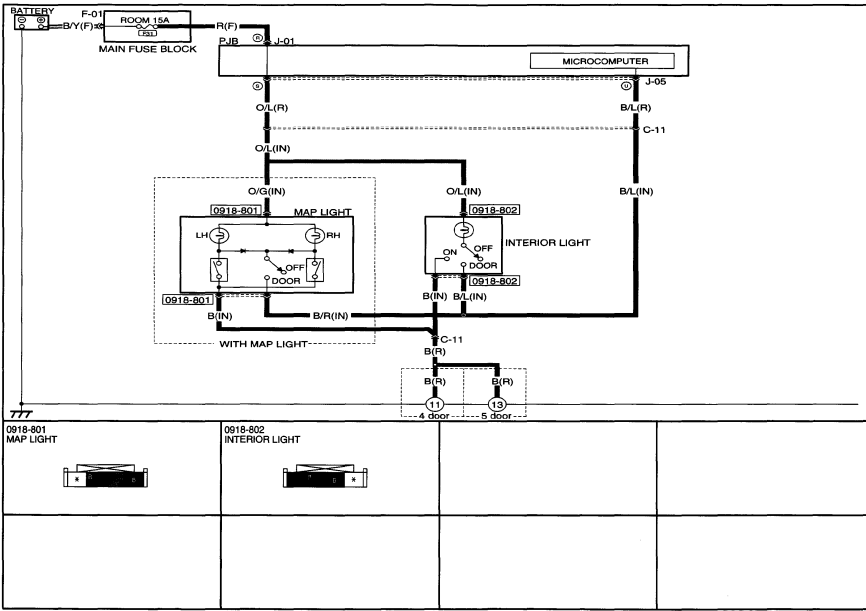 BATTERY
F-01
B/Y(F)
ROOM 15A
MAIN FUSE BLOCK
R(F)
PJB
J-01
MICROCOMPUTER
J-05
O/L(R)
B/L(R)
C-11
O/L(IN)
O/G(IN)
O/L(IN)
B/L(IN)
0918-801
MAP LIGHT
0918-802
LH
RH
OFF
DOOR
ON
OFF
DOOR
INTERIOR LIGHT
0918-801
0918-802
B(IN)
B/R(IN)
B(IN)
B/L(IN)
WITH MAP LIGHT
C-11
B(R)
B(R)
B(R)
11
13
4 door
5 door
0918-801
MAP LIGHT
0918-802
INTERIOR LIGHT
*
*